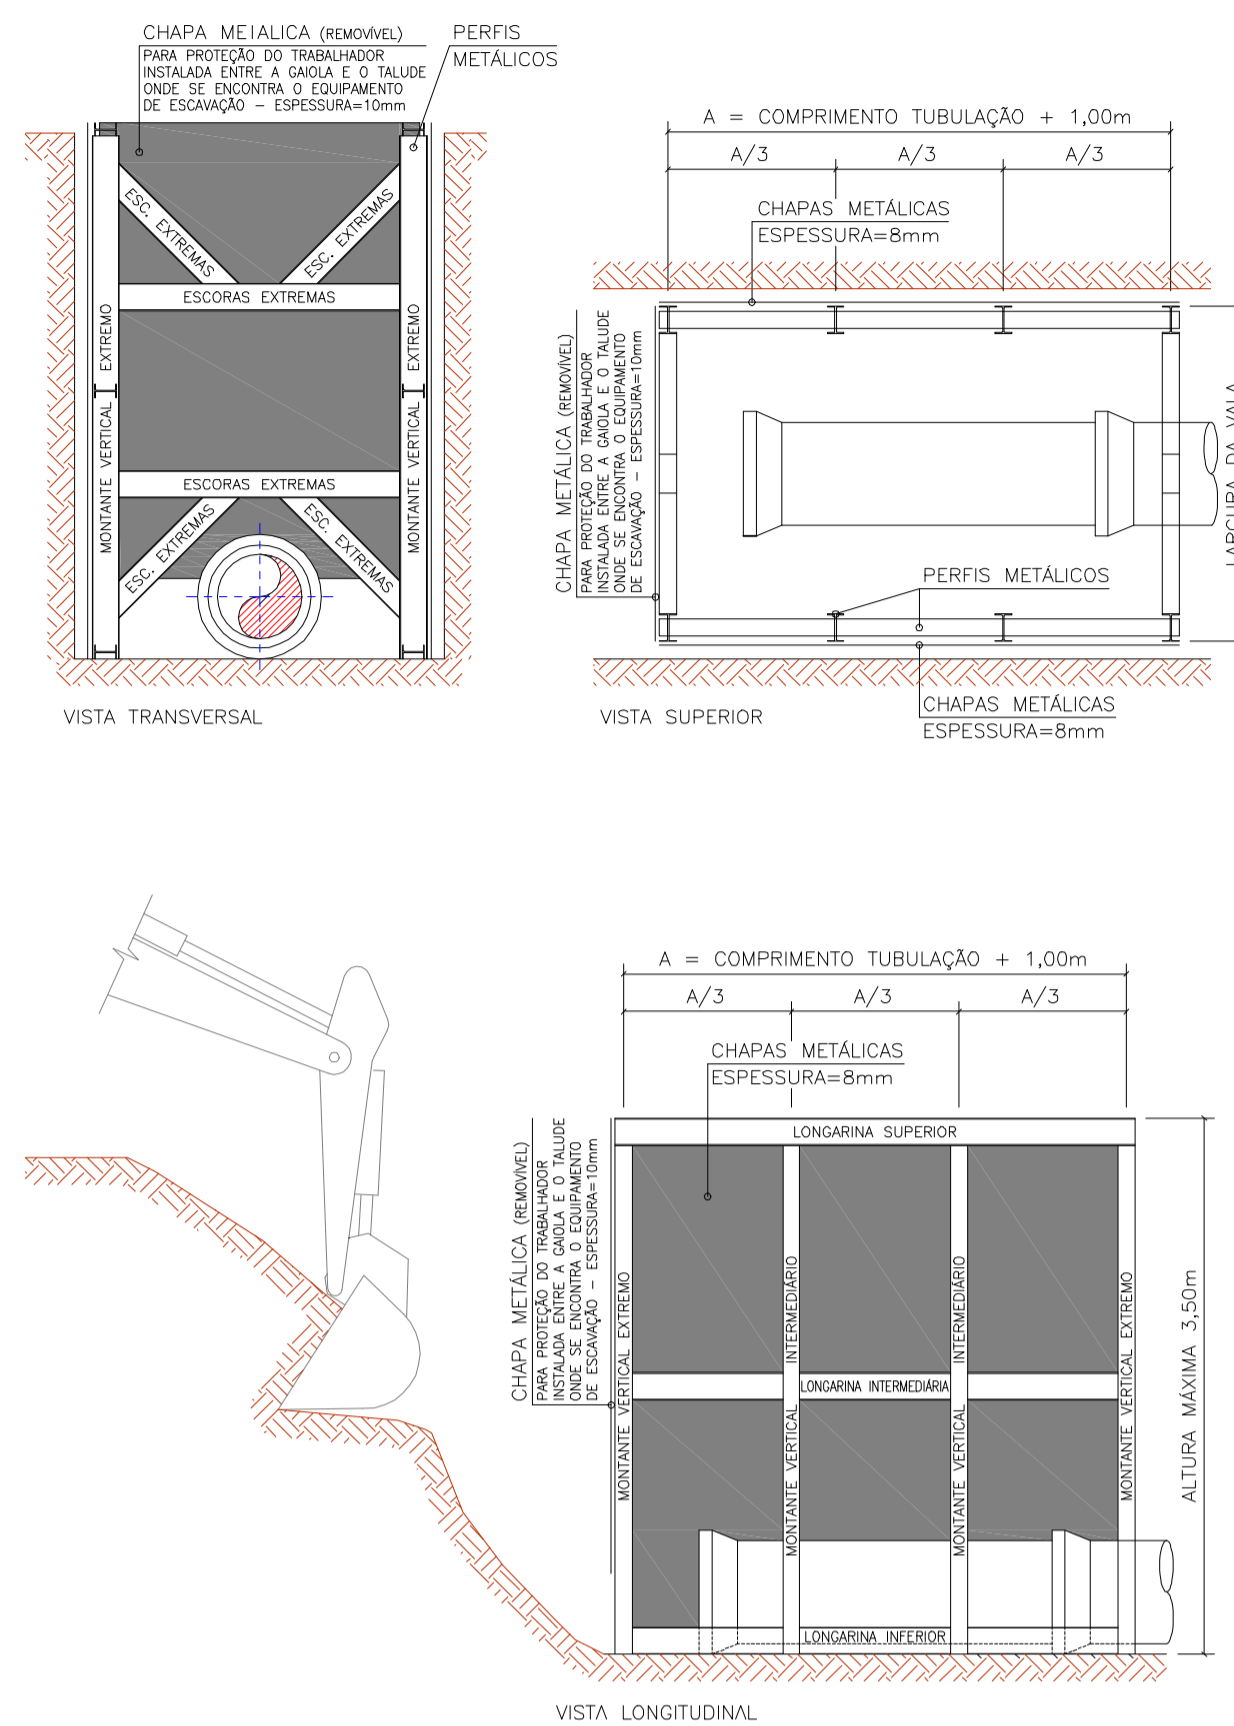 CHAPA MEIALICA (REMOVÍVEL)
PARA PROTEÇÃO DO TRABALHADOR
INSTALADA ENTRE A GAIOLA E O TALUDE
ONDE SE ENCONTRA O EQUIPAMENTO
DE ESCAVAÇÃO – ESPESSURA=10mm
PERFIS
METÁLICOS
ESC. EXTREMAS
ESC. EXTREMAS
ESCORAS EXTREMAS
MONTANTE VERTICAL EXTREMO
MONTANTE VERTICAL EXTREMO
ESCORAS EXTREMAS
ESC. EXTREMAS
ESC. EXTREMAS
VISTA TRANSVERSAL
A = COMPRIMENTO TUBULAÇÃO + 1,00m
A/3
A/3
A/3
CHAPAS METÁLICAS
ESPESSURA=8mm
CHAPA METÁLICA (REMOVÍVEL)
PARA PROTEÇÃO DO TRABALHADOR
INSTALADA ENTRE A GAIOLA E O TALUDE
ONDE SE ENCONTRA O EQUIPAMENTO
DE ESCAVAÇÃO – ESPESSURA=10mm
LARGURA DA VALA
PERFIS METÁLICOS
CHAPAS METÁLICAS
ESPESSURA=8mm
VISTA SUPERIOR
A = COMPRIMENTO TUBULAÇÃO + 1,00m
A/3
A/3
A/3
CHAPAS METÁLICAS
ESPESSURA=8mm
CHAPA METÁLICA (REMOVÍVEL)
PARA PROTEÇÃO DO TRABALHADOR
INSTALADA ENTRE A GAIOLA E O TALUDE
ONDE SE ENCONTRA O EQUIPAMENTO
DE ESCAVAÇÃO – ESPESSURA=10mm
LONGARINA SUPERIOR
MONTANTE VERTICAL EXTREMO
MONTANTE VERTICAL INTERMEDIÁRIO
MONTANTE VERTICAL INTERMEDIÁRIO
MONTANTE VERTICAL EXTREMO
LONGARINA INTERMEDIÁRIA
LONGARINA INFERIOR
ALTURA MÁXIMA 3,50m
VISTA LONGITUDINAL